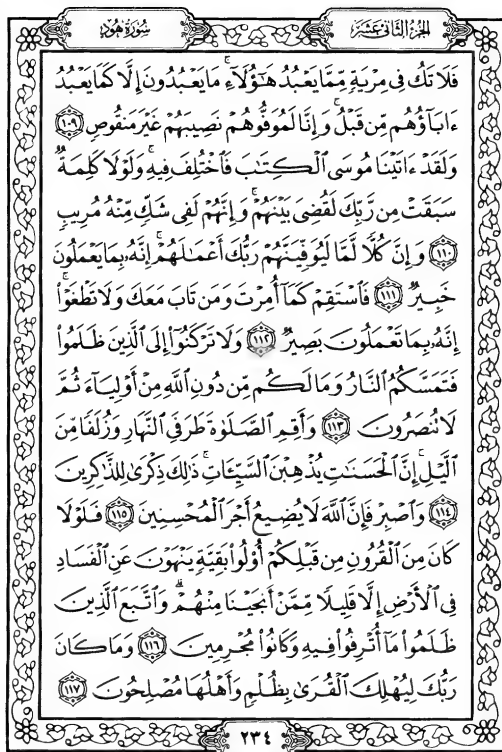 الجزء الثاني عشر
سورة هود
فَلَا تَكُ فِى مِرْيَةٍ مِّمَّا يَعْبُدُ هَٰٓؤُلَآءِ ۚ مَا يَعْبُدُونَ إِلَّا كَمَا يَعْبُدُ
ءَابَآؤُهُم مِّن قَبْلُ ۚ وَإِنَّا لَمُوَفُّوهُمْ نَصِيبَهُمْ غَيْرَ مَنقُوصٍ ١٠٩
وَلَقَدْ ءَاتَيْنَا مُوسَى ٱلْكِتَٰبَ فَٱخْتُلِفَ فِيهِ ۚ وَلَوْلَا كَلِمَةٌ
سَبَقَتْ مِن رَّبِّكَ لَقُضِىَ بَيْنَهُمْ ۚ وَإِنَّهُمْ لَفِى شَكٍّ مِّنْهُ مُرِيبٍ
١١٠ وَإِنَّ كُلًّا لَّمَّا لَيُوَفِّيَنَّهُمْ رَبُّكَ أَعْمَٰلَهُمْ ۚ إِنَّهُۥ بِمَا يَعْمَلُونَ
خَبِيرٌ ١١١ فَٱسْتَقِمْ كَمَآ أُمِرْتَ وَمَن تَابَ مَعَكَ وَلَا تَطْغَوْا۟ ۚ
إِنَّهُۥ بِمَا تَعْمَلُونَ بَصِيرٌ ١١٢ وَلَا تَرْكَنُوٓا۟ إِلَى ٱلَّذِينَ ظَلَمُوا۟
فَتَمَسَّكُمُ ٱلنَّارُ وَمَا لَكُم مِّن دُونِ ٱللَّهِ مِنْ أَوْلِيَآءَ ثُمَّ
لَا تُنصَرُونَ ١١٣ وَأَقِمِ ٱلصَّلَوٰةَ طَرَفَىِ ٱلنَّهَارِ وَزُلَفًا مِّنَ
ٱلَّيْلِ ۚ إِنَّ ٱلْحَسَنَٰتِ يُذْهِبْنَ ٱلسَّيِّـَٔاتِ ۚ ذَٰلِكَ ذِكْرَىٰ لِلذَّٰكِرِينَ
١١٤ وَٱصْبِرْ فَإِنَّ ٱللَّهَ لَا يُضِيعُ أَجْرَ ٱلْمُحْسِنِينَ ١١٥ فَلَوْلَا
كَانَ مِنَ ٱلْقُرُونِ مِن قَبْلِكُمْ أُو۟لُوا۟ بَقِيَّةٍ يَنْهَوْنَ عَنِ ٱلْفَسَادِ
فِى ٱلْأَرْضِ إِلَّا قَلِيلًا مِّمَّنْ أَنجَيْنَا مِنْهُمْ ۗ وَٱتَّبَعَ ٱلَّذِينَ
ظَلَمُوا۟ مَآ أُتْرِفُوا۟ فِيهِ وَكَانُوا۟ مُجْرِمِينَ ١١٦ وَمَا كَانَ
رَبُّكَ لِيُهْلِكَ ٱلْقُرَىٰ بِظُلْمٍ وَأَهْلُهَا مُصْلِحُونَ ١١٧
٢٣٤